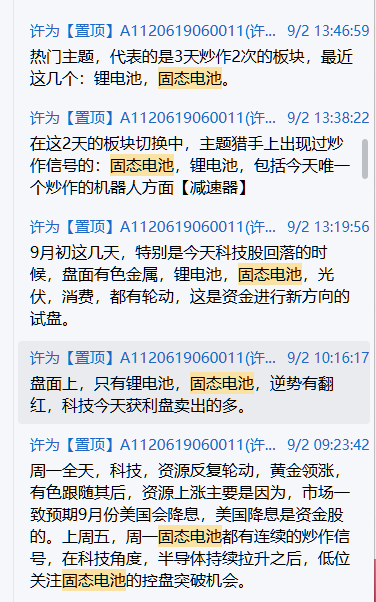 许为【置顶】A1120619060011(许... 9/2 13:46:59
热门主题，代表的是3天炒作2次的板块，最近
这几个：锂电池，固态电池。
许为【置顶】A1120619060011(许... 9/2 13:38:22
在这2天的板块切换中，主题猎手上出现过炒
作信号的：固态电池，锂电池，包括今天唯一
个炒作的机器人方面【减速器】
许为【置顶】A1120619060011(许... 9/2 13:19:56
9月初这几天，特别是今天科技股回落的时
候，盘面有色金属，锂电池，固态电池，光
伏，消费，都有轮动，这是资金进行新方向的
试盘。
许为【置顶】A1120619060011(许... 9/2 10:16:17
盘面上，只有锂电池，固态电池，逆势有翻
红，科技今天获利盘卖出的多。
许为【置顶】A1120619060011(许... 9/2 09:23:42
周一全天，科技，资源反复轮动，黄金领涨，
有色跟随其后，资源上涨主要是因为，市场一
致预期9月份美国会降息，美国降息是资金股
的。上周五，周一固态电池都有连续的炒作信
号，在科技角度，半导体持续拉升之后，低位
关注固态电池的控盘突破机会。